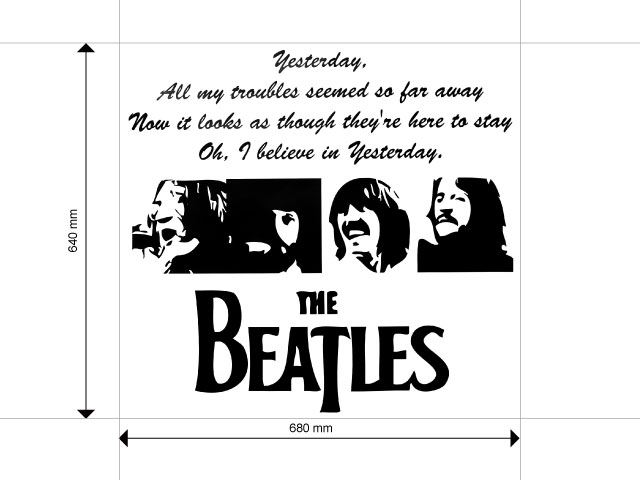 Yesterday,
All my troubles seemed so far away
Now it looks as though they're here to stay
Oh, I believe in Yesterday.
640 mm
THE
BEATLES
680 mm